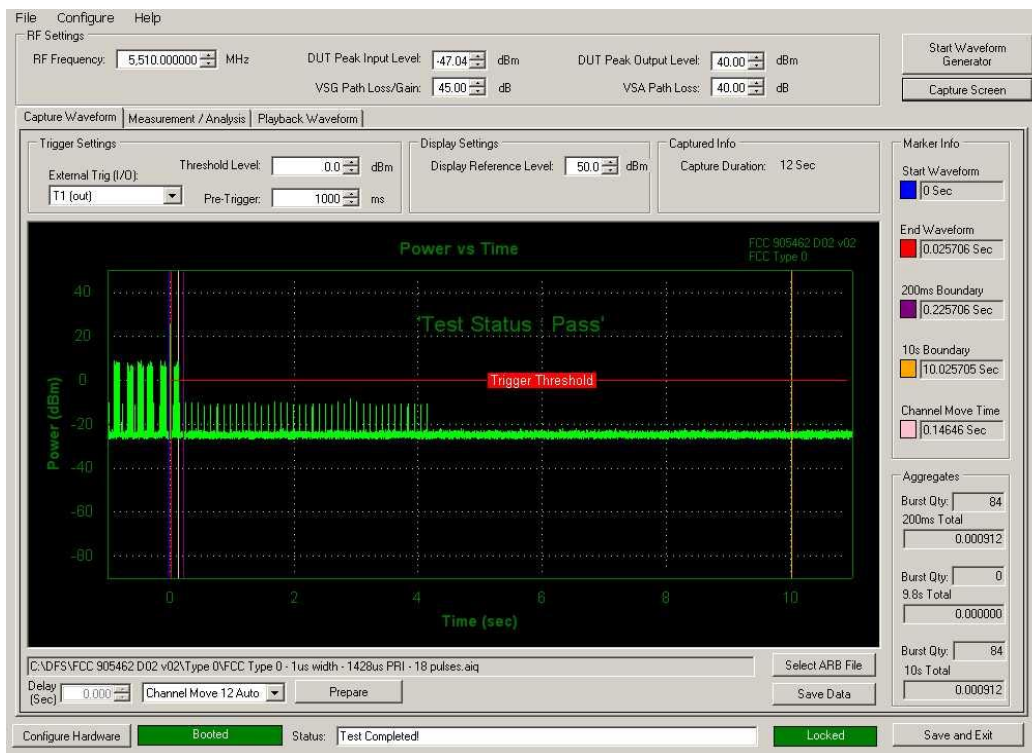 File Configure Help
RF Settings
RF Frequency: 5,510.000000 MHz
DUT Peak Input Level: -47.04 dBm
DUT Peak Output Level: 40.00 dBm
VSG Path Loss/Gain: 45.00 dB
VSA Path Loss: 40.00 dB
Start Waveform
Generator
Capture Screen
Capture Waveform Measurement / Analysis Playback Waveform
Trigger Settings
External Trig (I/O):
T1 (out)
Threshold Level: 0.0 dBm
Pre-Trigger: 1000 ms
Display Settings
Display Reference Level: 50.0 dBm
Captured Info
Capture Duration: 12 Sec
Marker Info
Start Waveform
0 Sec
End Waveform
0.025706 Sec
200ms Boundary
0.225706 Sec
10s Boundary
10.025705 Sec
Channel Move Time
0.14646 Sec
Power vs Time
FCC 905462 D02 v02
FCC Type 0
'Test Status : Pass'
Trigger Threshold
Power (dBm)
40
20
0
-20
-40
-60
-80
0 2 4 6 8 10
Time (sec)
Aggregates
Burst Qty: 84
200ms Total
0.000912
Burst Qty: 0
9.8s Total
0.000000
Burst Qty: 84
10s Total
0.000912
C:\DFS\FCC 905462 D02 v02\Type 0\FCC Type 0 - 1us width - 1428us PRI - 18 pulses.aiq
Select ARB File
Delay
(Sec) 0.000
Channel Move 12 Auto
Prepare
Save Data
Configure Hardware
Booted
Status: Test Completed!
Locked
Save and Exit